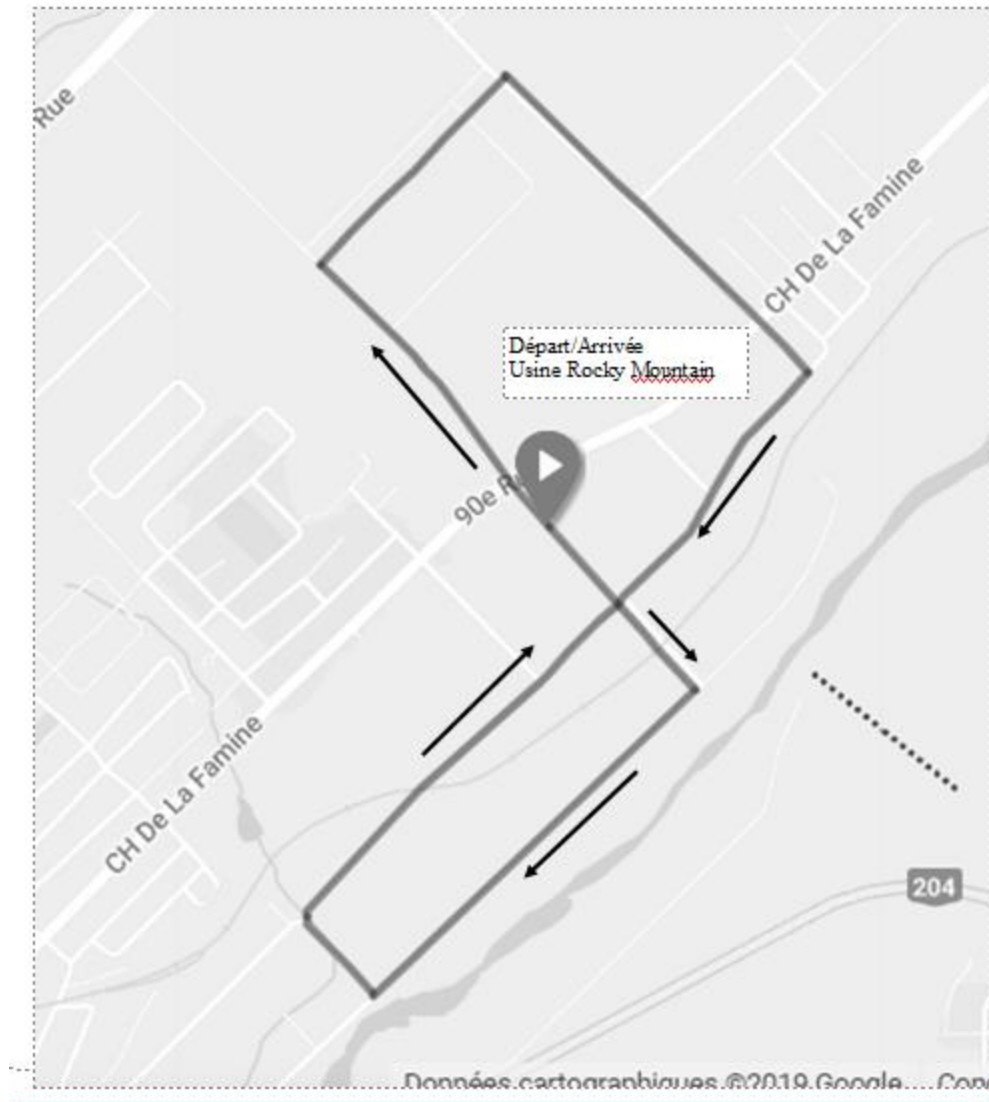 Rue
CH De La Famine
Départ/Arrivée
Usine Rocky Mountain
90e R
CH De La Famine
204
Données cartographiques ©2019 Google